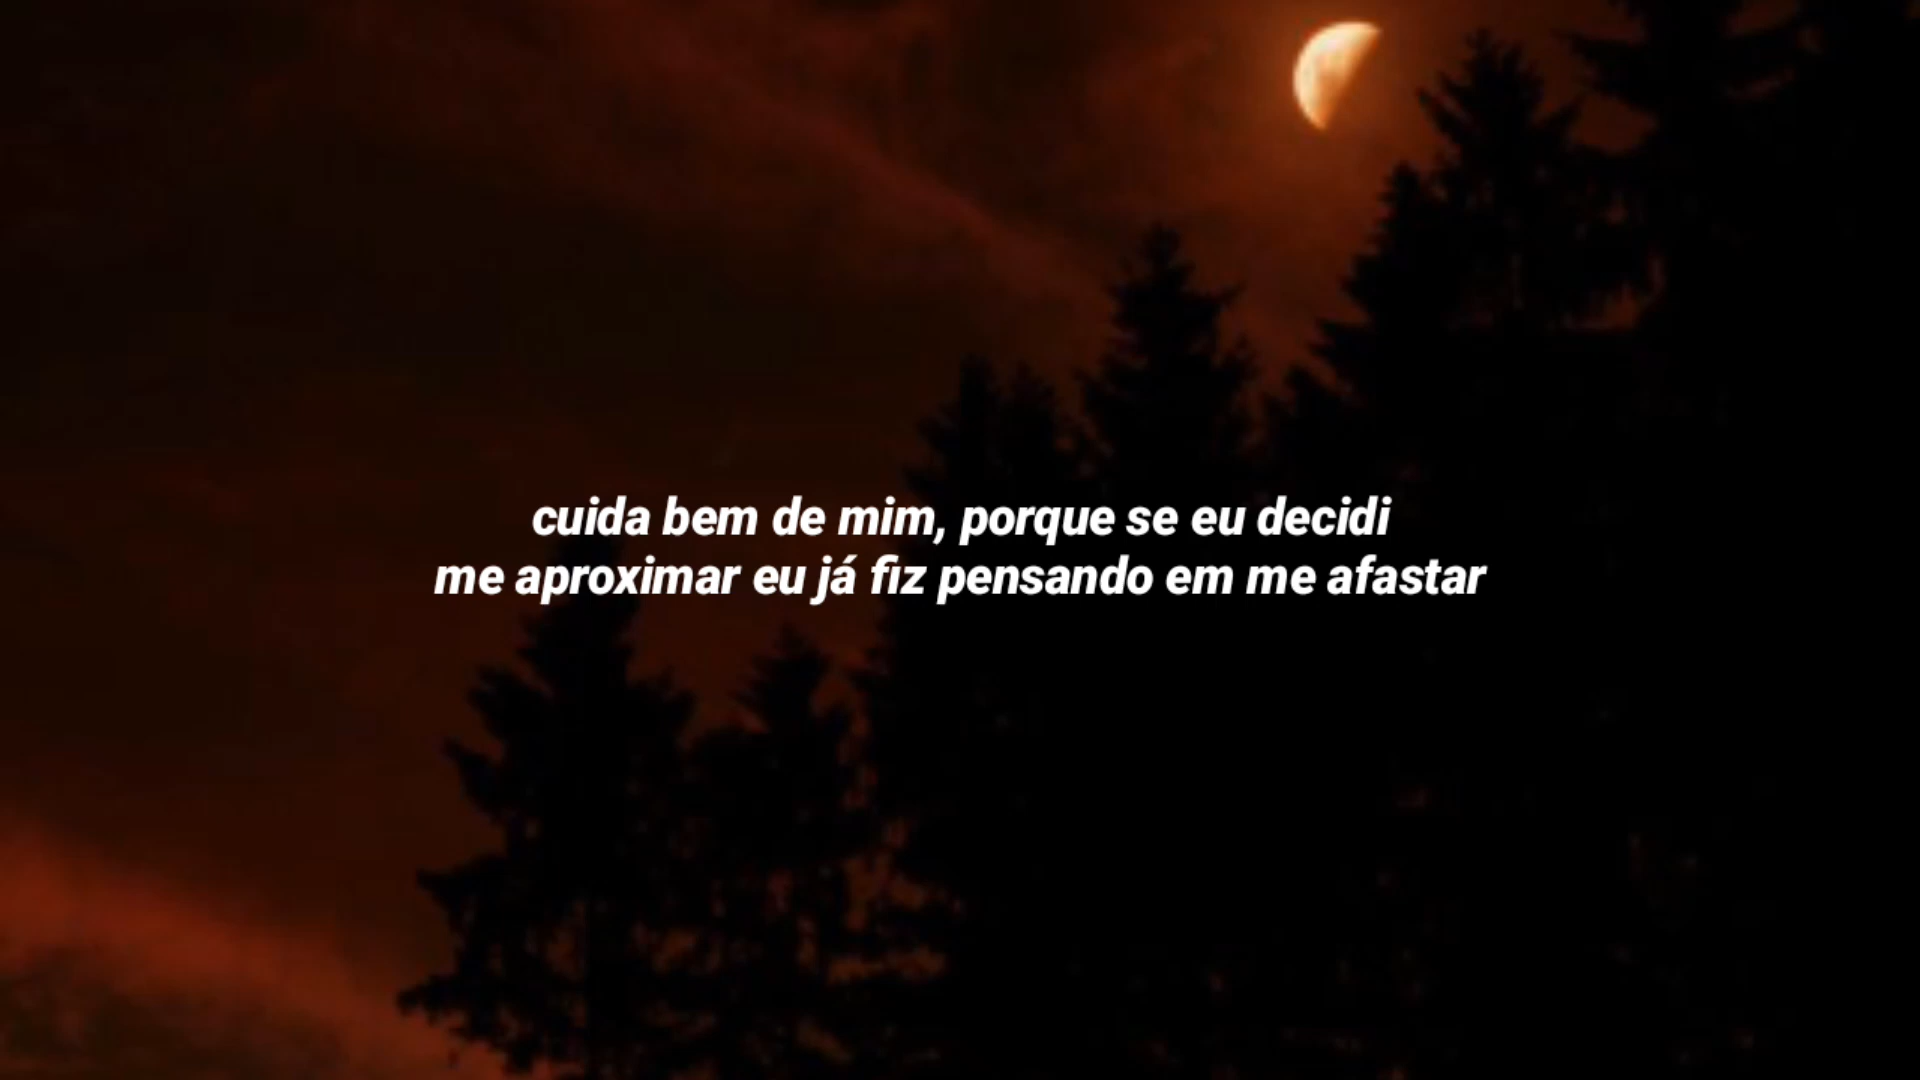 cuida bem de mim, porque se eu decidi
me aproximar eu já fiz pensando em me afastar